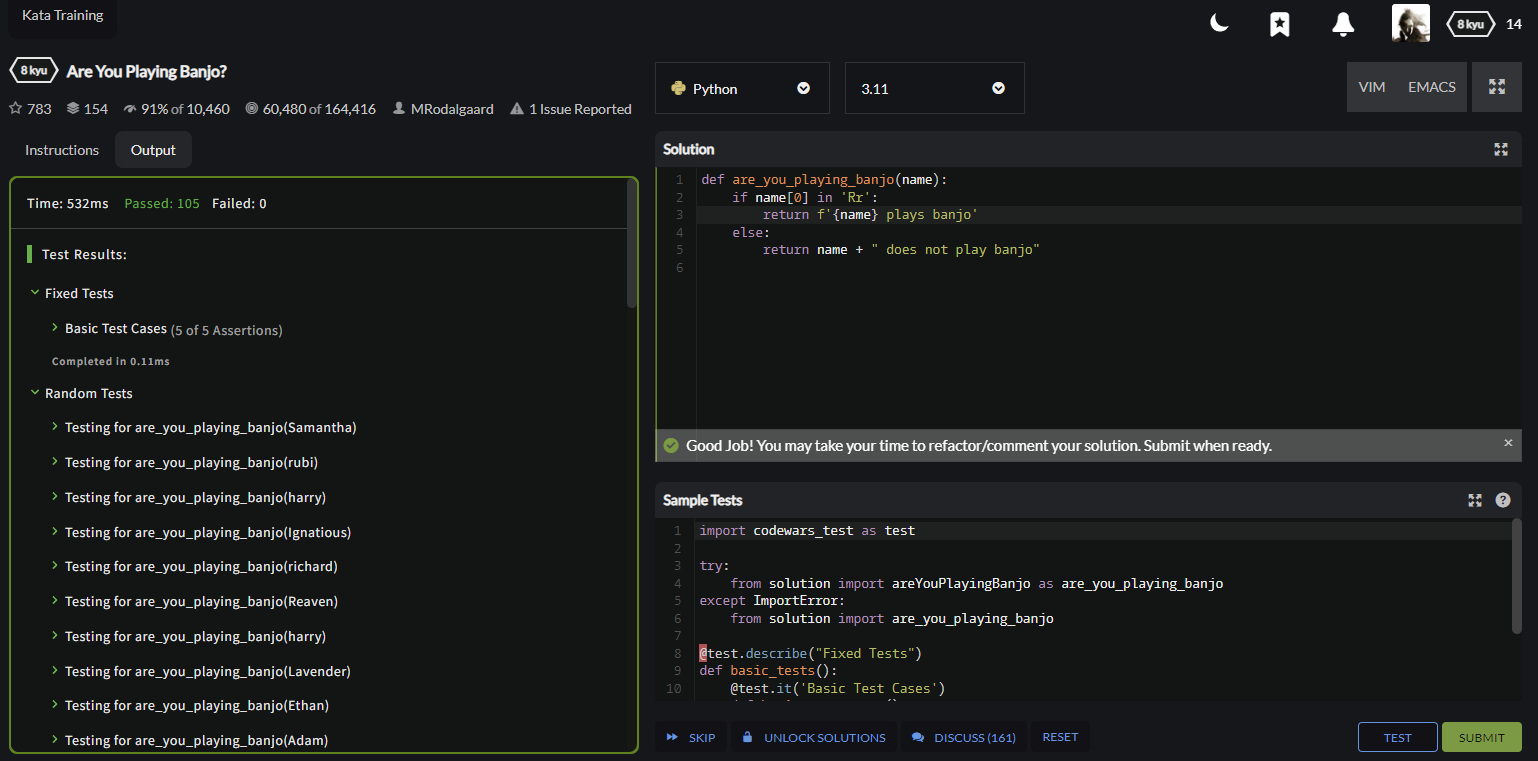 Kata Training
8 kyu 14
8 kyu Are You Playing Banjo?
783 154 91% of 10,460 60,480 of 164,416 MRodalgaard 1 Issue Reported
Instructions Output
Time: 532ms Passed: 105 Failed: 0
Test Results:
Fixed Tests
Basic Test Cases (5 of 5 Assertions)
Completed in 0.11ms
Random Tests
Testing for are_you_playing_banjo(Samantha)
Testing for are_you_playing_banjo(rubi)
Testing for are_you_playing_banjo(harry)
Testing for are_you_playing_banjo(Ignatious)
Testing for are_you_playing_banjo(richard)
Testing for are_you_playing_banjo(Reaven)
Testing for are_you_playing_banjo(harry)
Testing for are_you_playing_banjo(Lavender)
Testing for are_you_playing_banjo(Ethan)
Testing for are_you_playing_banjo(Adam)
Python 3.11 VIM EMACS
Solution
1 def are_you_playing_banjo(name):
2     if name[0] in 'Rr':
3         return f'{name} plays banjo'
4     else:
5         return name + " does not play banjo"
6
Good Job! You may take your time to refactor/comment your solution. Submit when ready. ×
Sample Tests ?
1 import codewars_test as test
2
3 try:
4     from solution import areYouPlayingBanjo as are_you_playing_banjo
5 except ImportError:
6     from solution import are_you_playing_banjo
7
8 @test.describe("Fixed Tests")
9 def basic_tests():
10     @test.it('Basic Test Cases')
SKIP UNLOCK SOLUTIONS DISCUSS (161) RESET TEST SUBMIT